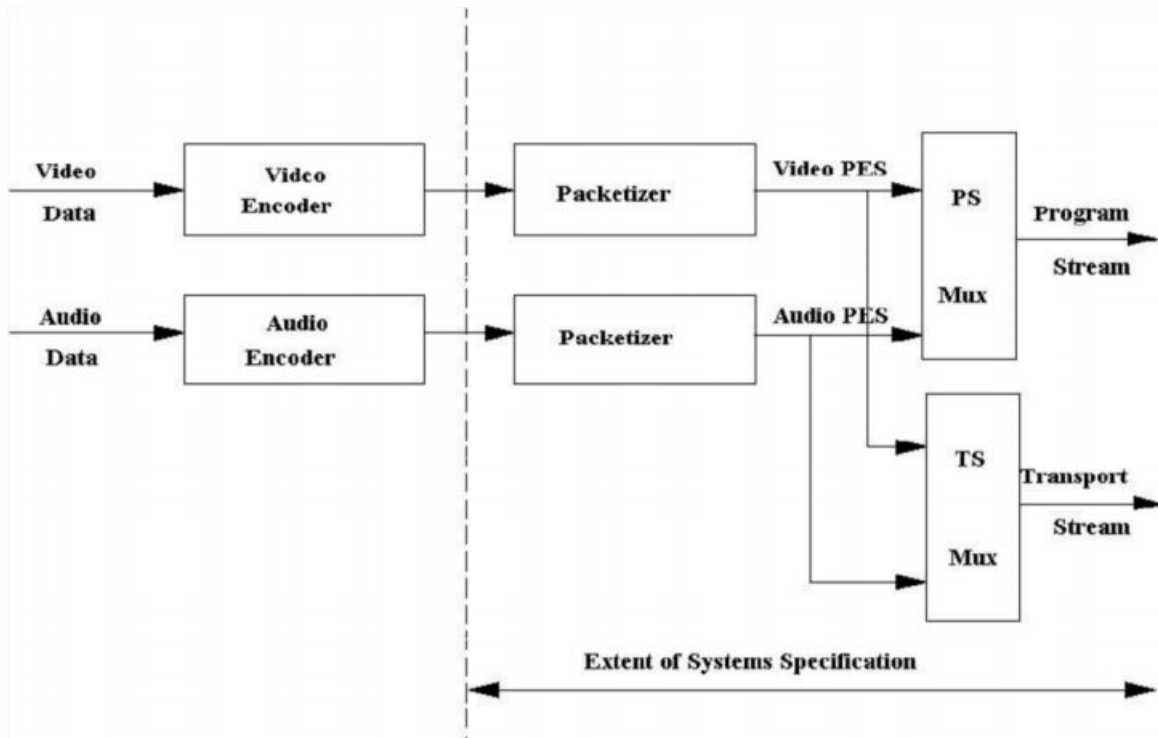 Video
Data
Video
Encoder
Packetizer
Video PES
PS
Mux
Program
Stream
Audio
Data
Audio
Encoder
Packetizer
Audio PES
TS
Mux
Transport
Stream
Extent of Systems Specification